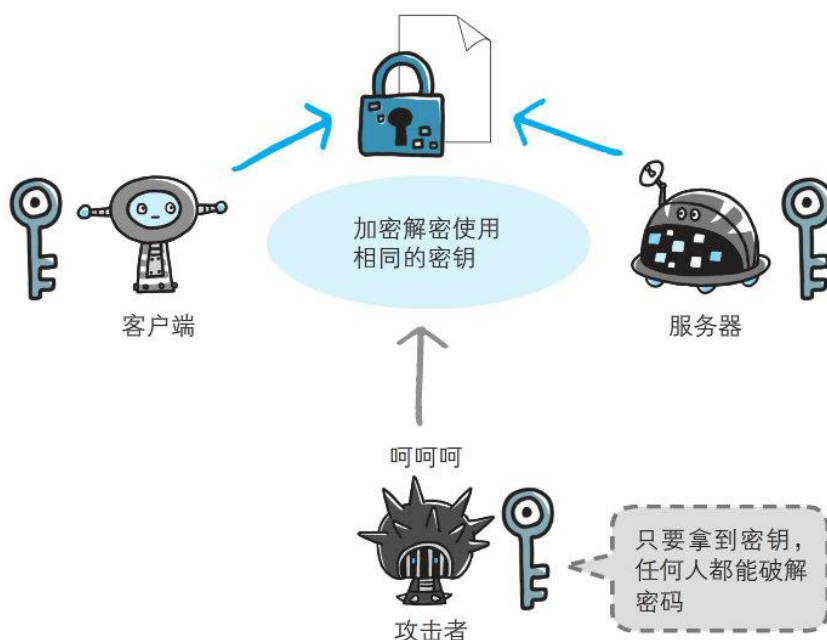 加密解密使用
相同的密钥
客户端
服务器
呵呵呵
只要拿到密钥，
任何人都能破解
密码
攻击者